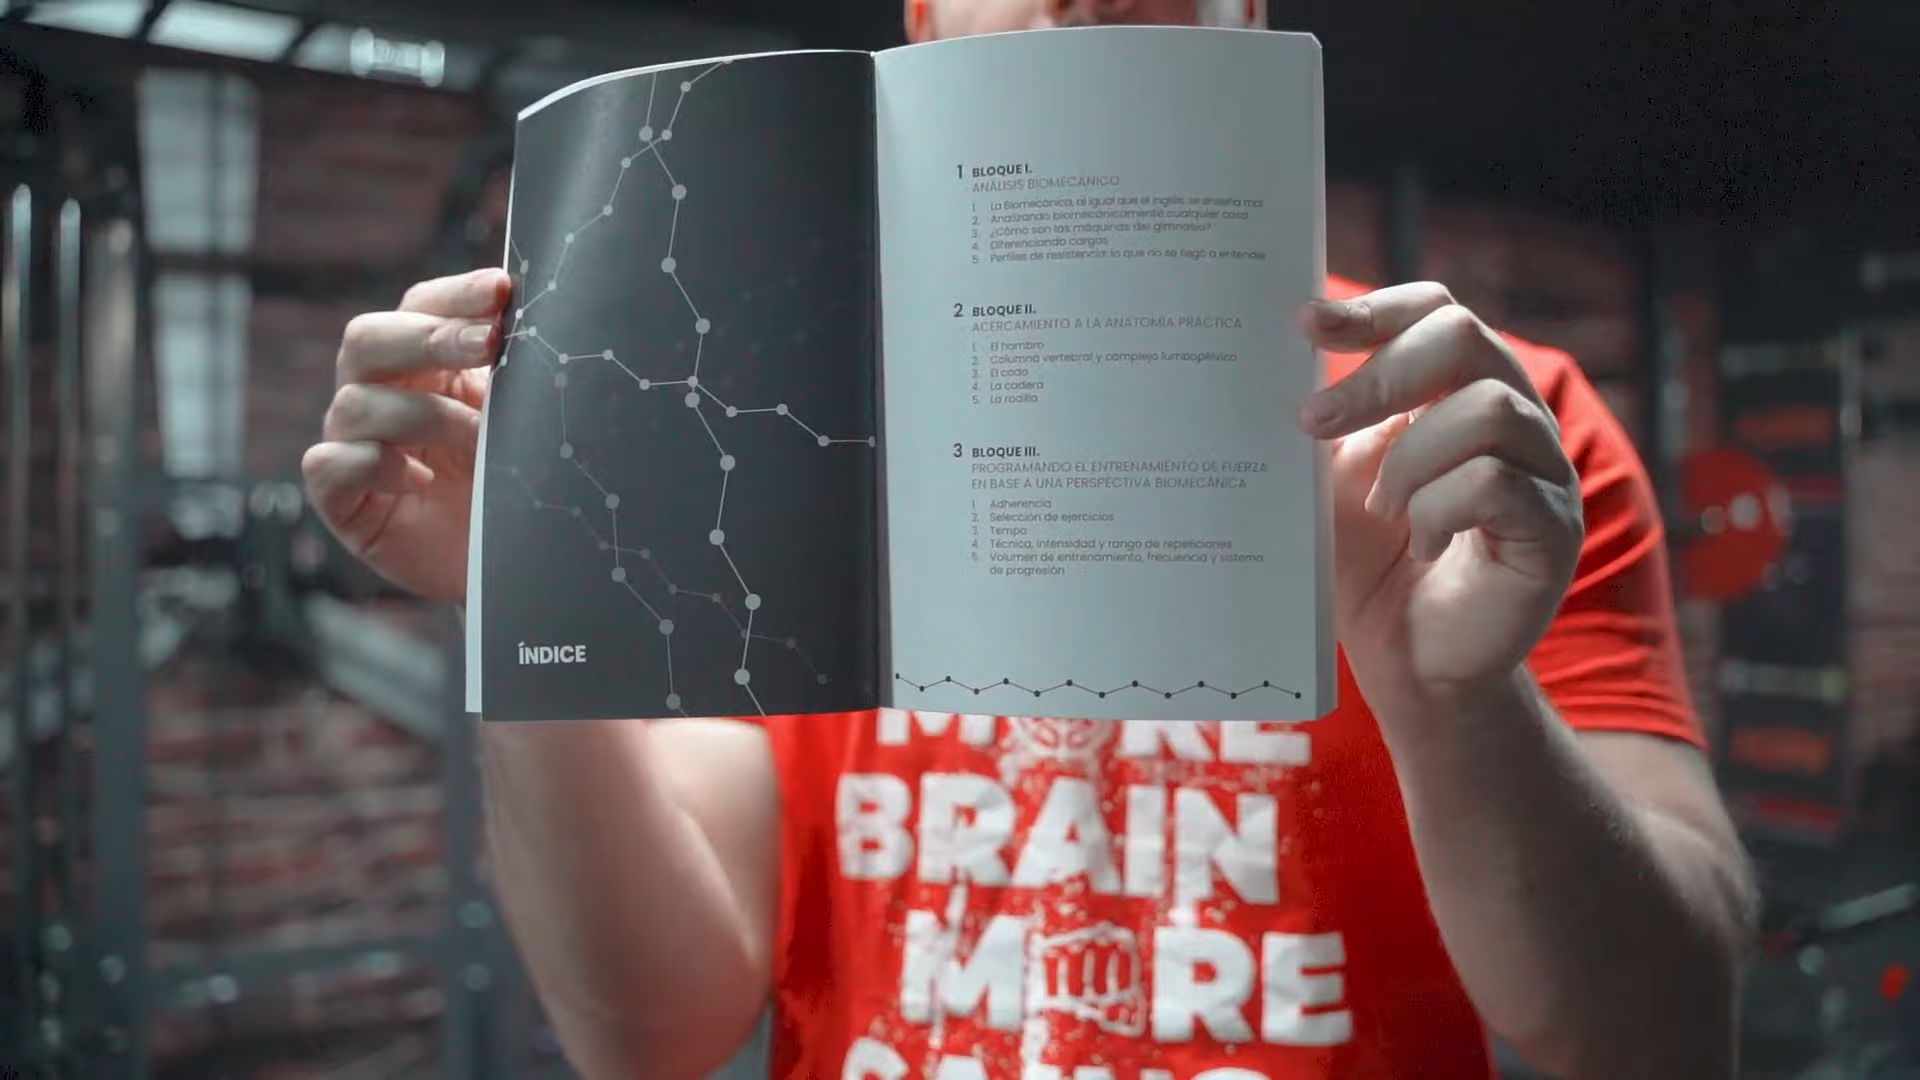 ÍNDICE
1 BLOQUE I.
ANÁLISIS BIOMECÁNICO
1. La Biomecánica, al igual que el inglés, se enseña mal
2. Analizando biomecánicamente cualquier cosa
3. ¿Cómo son las máquinas del gimnasio?
4. Diferenciando cargas
5. Perfiles de resistencia: lo que no se llegó a entender
2 BLOQUE II.
ACERCAMIENTO A LA ANATOMÍA PRÁCTICA
1. El hombro
2. Columna vertebral y complejo lumbopélvico
3. El codo
4. La cadera
5. La rodilla
3 BLOQUE III.
PROGRAMANDO EL ENTRENAMIENTO DE FUERZA
EN BASE A UNA PERSPECTIVA BIOMECÁNICA
1. Adherencia
2. Selección de ejercicios
3. Tempo
4. Técnica, intensidad y rango de repeticiones
5. Volumen de entrenamiento, frecuencia y sistema
de progresión
MORE
BRAIN
MORE
GAINS